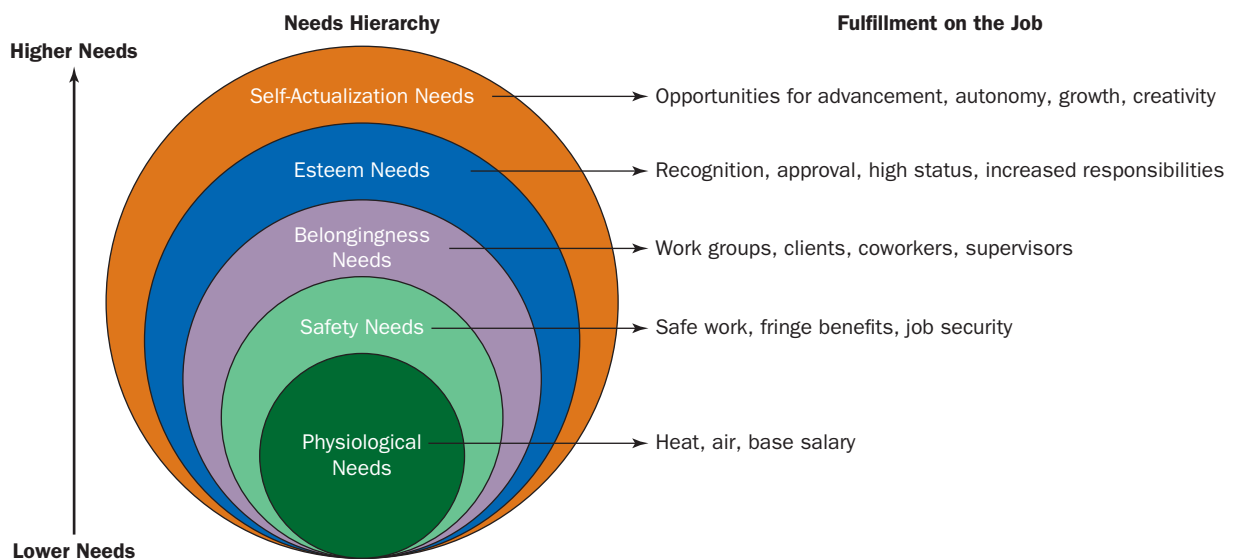 Needs Hierarchy
Fulfillment on the Job
Higher Needs
Self-Actualization Needs
Opportunities for advancement, autonomy, growth, creativity
Esteem Needs
Recognition, approval, high status, increased responsibilities
Belongingness
Needs
Work groups, clients, coworkers, supervisors
Safety Needs
Safe work, fringe benefits, job security
Physiological
Needs
Heat, air, base salary
Lower Needs